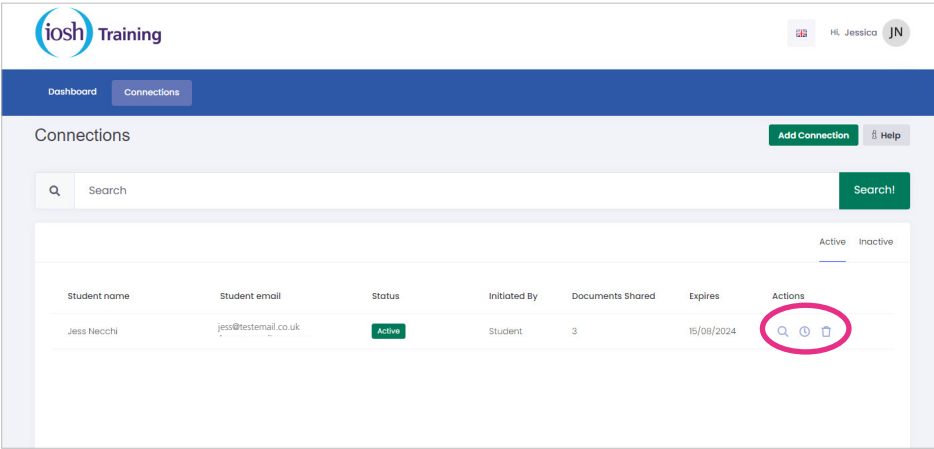 iosh Training
Hi, Jessica JN
Dashboard Connections
Connections
Add Connection Help
Search Search!
Active Inactive
Student name Student email Status Initiated By Documents Shared Expires Actions
Jess Necchi jess@testemail.co.uk Active Student 3 15/08/2024